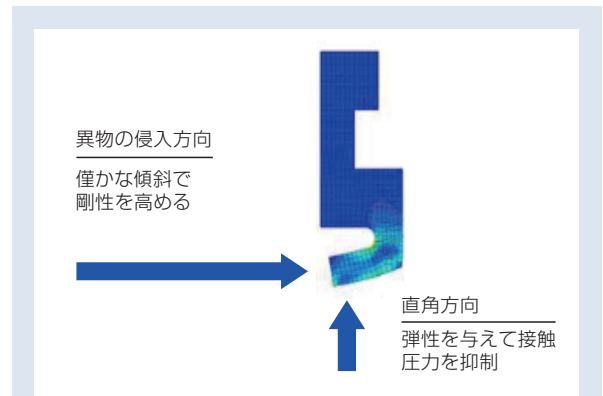 異物の侵入方向
僅かな傾斜で
剛性を高める
直角方向
弾性を与えて接触
圧力を抑制